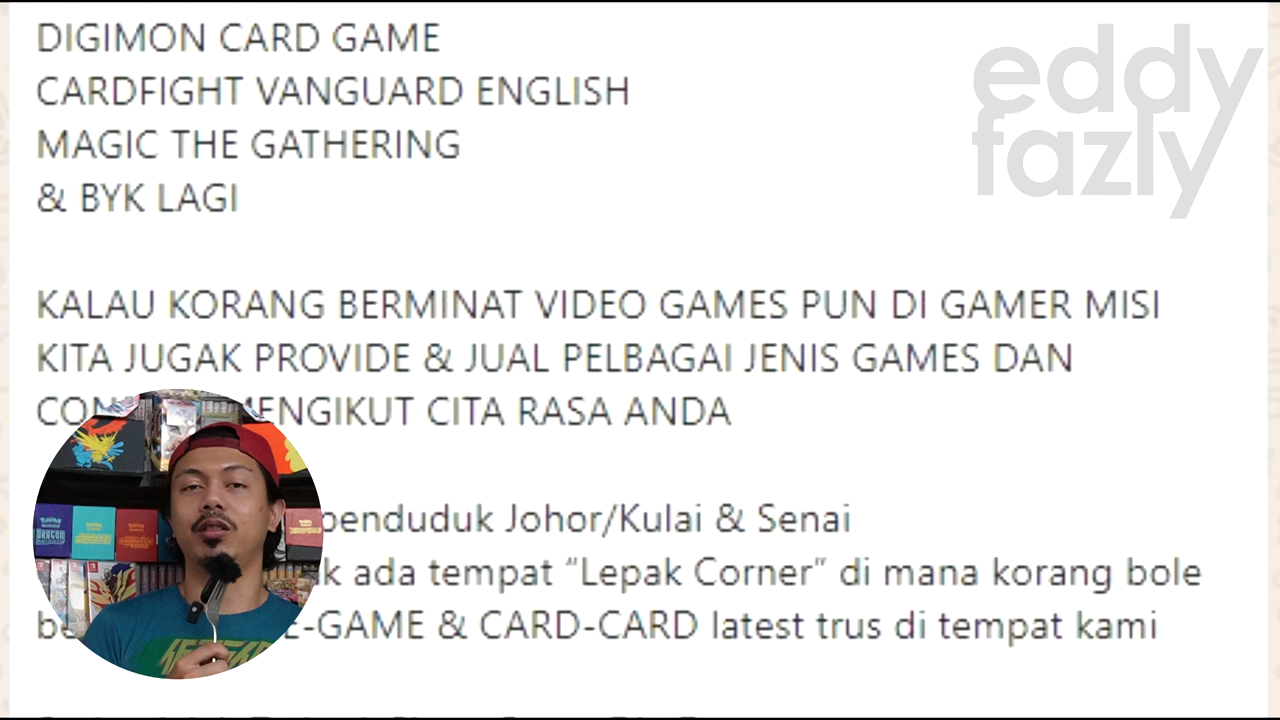 DIGIMON CARD GAME
CARDFIGHT VANGUARD ENGLISH
MAGIC THE GATHERING
& BYK LAGI
KALAU KORANG BERMINAT VIDEO GAMES PUN DI GAMER MISI
KITA JUGAK PROVIDE & JUAL PELBAGAI JENIS GAMES DAN
MENGIKUT CITA RASA ANDA
penduduk Johor/Kulai & Senai
ada tempat “Lepak Corner” di mana korang bole
E-GAME & CARD-CARD latest trus di tempat kami
eddy
fazly